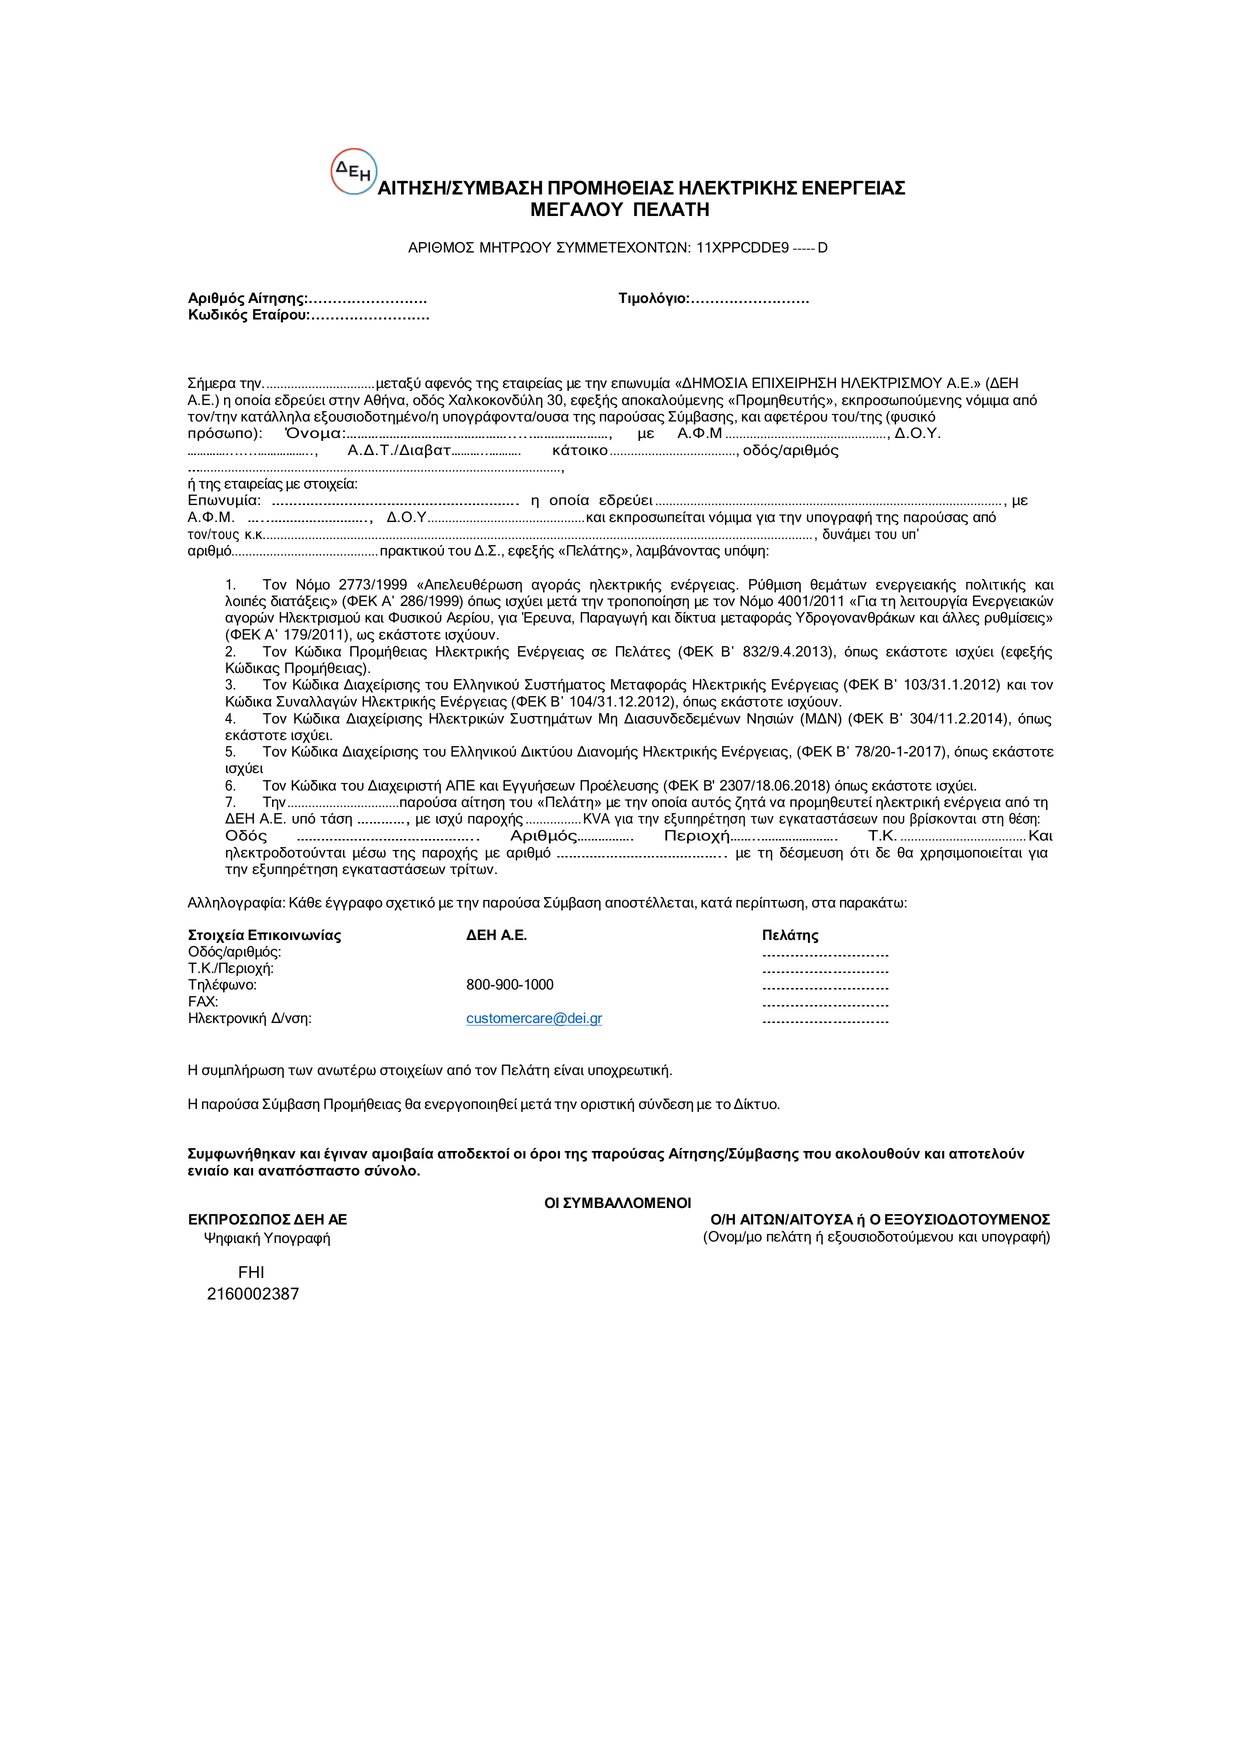 ΔΕΗ
ΑΙΤΗΣΗ/ΣΥΜΒΑΣΗ ΠΡΟΜΗΘΕΙΑΣ ΗΛΕΚΤΡΙΚΗΣ ΕΝΕΡΓΕΙΑΣ
ΜΕΓΑΛΟΥ ΠΕΛΑΤΗ
ΑΡΙΘΜΟΣ ΜΗΤΡΩΟΥ ΣΥΜΜΕΤΕΧΟΝΤΩΝ: 11XPPCDDE9 ----- D
Αριθμός Αίτησης:……………………. Τιμολόγιο:…………………….
Κωδικός Εταίρου:…………………….
Σήμερα την................................μεταξύ αφενός της εταιρείας με την επωνυμία «ΔΗΜΟΣΙΑ ΕΠΙΧΕΙΡΗΣΗ ΗΛΕΚΤΡΙΣΜΟΥ Α.Ε.» (ΔΕΗ
Α.Ε.) η οποία εδρεύει στην Αθήνα, οδός Χαλκοκονδύλη 30, εφεξής αποκαλούμενης «Προμηθευτής», εκπροσωπούμενης νόμιμα από
τον/την κατάλληλα εξουσιοδοτημένο/η υπογράφοντα/ουσα της παρούσας Σύμβασης, και αφετέρου του/της (φυσικό
πρόσωπο): Όνομα:……………………………………..…………………, με Α.Φ.Μ.............................................., Δ.Ο.Υ.
…………..……..…………….., Α.Δ.Τ./Διαβατ………..………. κάτοικο...................................., οδός/αριθμός
..........................................................................................................,
ή της εταιρείας με στοιχεία:
Επωνυμία: ………………………………………………….. η οποία εδρεύει..................................................................................................., με
Α.Φ.Μ. …..……………………, Δ.Ο.Υ.............................................και εκπροσωπείται νόμιμα για την υπογραφή της παρούσας από
τον/τους κ.κ............................................................................................................................................................, δυνάμει του υπ'
αριθμό..........................................πρακτικού του Δ.Σ., εφεξής «Πελάτης», λαμβάνοντας υπόψη:
1. Τον Νόμο 2773/1999 «Απελευθέρωση αγοράς ηλεκτρικής ενέργειας. Ρύθμιση θεμάτων ενεργειακής πολιτικής και
λοιπές διατάξεις» (ΦΕΚ Α΄ 286/1999) όπως ισχύει μετά την τροποποίηση με τον Νόμο 4001/2011 «Για τη λειτουργία Ενεργειακών
αγορών Ηλεκτρισμού και Φυσικού Αερίου, για Έρευνα, Παραγωγή και δίκτυα μεταφοράς Υδρογονανθράκων και άλλες ρυθμίσεις»
(ΦΕΚ Α΄ 179/2011), ως εκάστοτε ισχύουν.
2. Τον Κώδικα Προμήθειας Ηλεκτρικής Ενέργειας σε Πελάτες (ΦΕΚ Β΄ 832/9.4.2013), όπως εκάστοτε ισχύει (εφεξής
Κώδικας Προμήθειας).
3. Τον Κώδικα Διαχείρισης του Ελληνικού Συστήματος Μεταφοράς Ηλεκτρικής Ενέργειας (ΦΕΚ Β΄ 103/31.1.2012) και τον
Κώδικα Συναλλαγών Ηλεκτρικής Ενέργειας (ΦΕΚ Β΄ 104/31.12.2012), όπως εκάστοτε ισχύουν.
4. Τον Κώδικα Διαχείρισης Ηλεκτρικών Συστημάτων Μη Διασυνδεδεμένων Νησιών (ΜΔΝ) (ΦΕΚ Β΄ 304/11.2.2014), όπως
εκάστοτε ισχύει.
5. Τον Κώδικα Διαχείρισης του Ελληνικού Δικτύου Διανομής Ηλεκτρικής Ενέργειας, (ΦΕΚ Β΄ 78/20-1-2017), όπως εκάστοτε
ισχύει
6. Τον Κώδικα του Διαχειριστή ΑΠΕ και Εγγυήσεων Προέλευσης (ΦΕΚ Β' 2307/18.06.2018) όπως εκάστοτε ισχύει.
7. Την................................παρούσα αίτηση του «Πελάτη» με την οποία αυτός ζητά να προμηθευτεί ηλεκτρική ενέργεια από τη
ΔΕΗ Α.Ε. υπό τάση …………, με ισχύ παροχής................KVA για την εξυπηρέτηση των εγκαταστάσεων που βρίσκονται στη θέση:
Οδός …………………………………….. Αριθμός……………. Περιοχή……..……………….. Τ.Κ. ....................................Και
ηλεκτροδοτούνται μέσω της παροχής με αριθμό ………………………………….. με τη δέσμευση ότι δε θα χρησιμοποιείται για
την εξυπηρέτηση εγκαταστάσεων τρίτων.
Αλληλογραφία: Κάθε έγγραφο σχετικό με την παρούσα Σύμβαση αποστέλλεται, κατά περίπτωση, στα παρακάτω:
Στοιχεία Επικοινωνίας ΔΕΗ Α.Ε. Πελάτης
Οδός/αριθμός: ………………………
Τ.Κ./Περιοχή: ………………………
Τηλέφωνο: 800-900-1000 ………………………
FAX: ………………………
Ηλεκτρονική Δ/νση: customercare@dei.gr ………………………
Η συμπλήρωση των ανωτέρω στοιχείων από τον Πελάτη είναι υποχρεωτική.
Η παρούσα Σύμβαση Προμήθειας θα ενεργοποιηθεί μετά την οριστική σύνδεση με το Δίκτυο.
Συμφωνήθηκαν και έγιναν αμοιβαία αποδεκτοί οι όροι της παρούσας Αίτησης/Σύμβασης που ακολουθούν και αποτελούν
ενιαίο και αναπόσπαστο σύνολο.
ΟΙ ΣΥΜΒΑΛΛΟΜΕΝΟΙ
ΕΚΠΡΟΣΩΠΟΣ ΔΕΗ ΑΕ Ο/Η ΑΙΤΩΝ/ΑΙΤΟΥΣΑ ή Ο ΕΞΟΥΣΙΟΔΟΤΟΥΜΕΝΟΣ
Ψηφιακή Υπογραφή (Ονομ/μο πελάτη ή εξουσιοδοτούμενου και υπογραφή)
FHI
2160002387